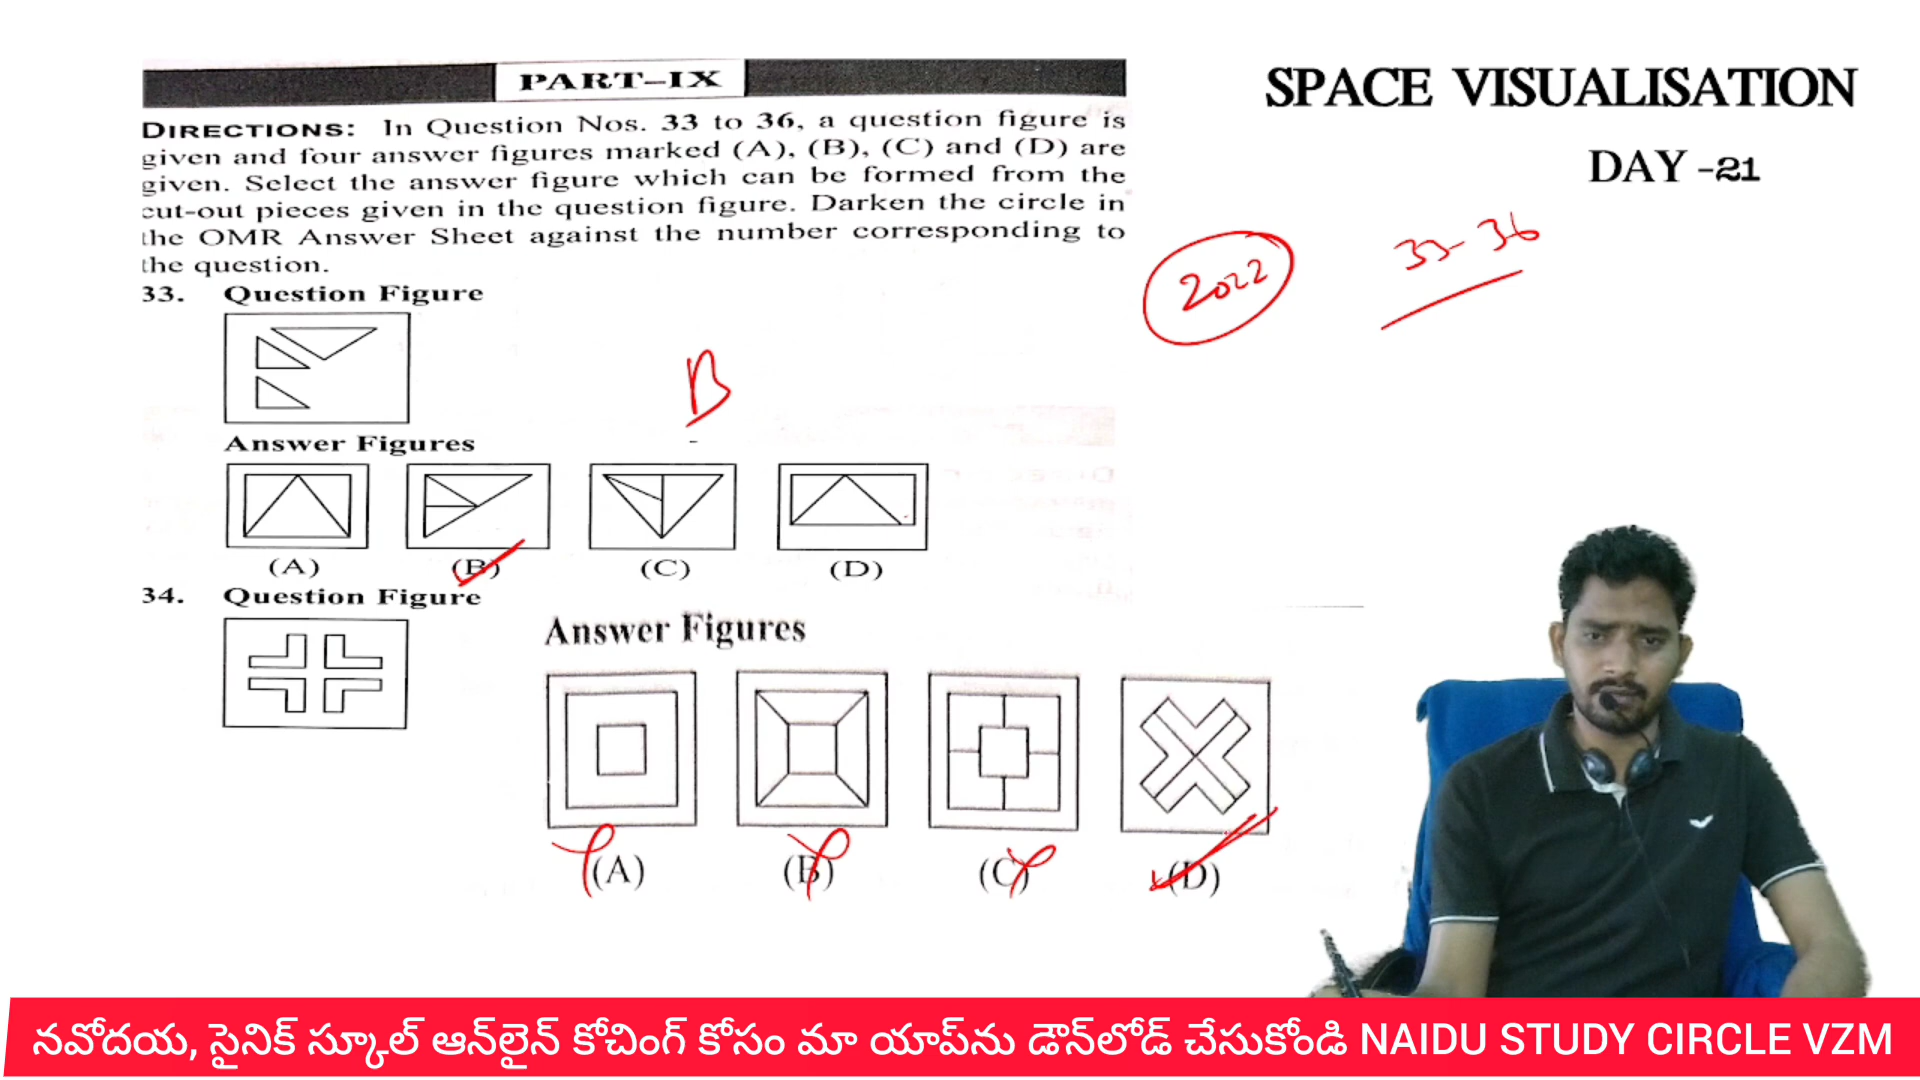 PART–IX
DIRECTIONS: In Question Nos. 33 to 36, a question figure is
given and four answer figures marked (A), (B), (C) and (D) are
given. Select the answer figure which can be formed from the
cut-out pieces given in the question figure. Darken the circle in
the OMR Answer Sheet against the number corresponding to
the question.
33. Question Figure
B
Answer Figures
(A) (B) (C) (D)
34. Question Figure
Answer Figures
(A) (B) (C) (D)
SPACE VISUALISATION
DAY -21
2022
33-36
నవోదయ, సైనిక్ స్కూల్ ఆన్‌లైన్ కోచింగ్ కోసం మా యాప్‌ను డౌన్‌లోడ్ చేసుకోండి NAIDU STUDY CIRCLE VZM